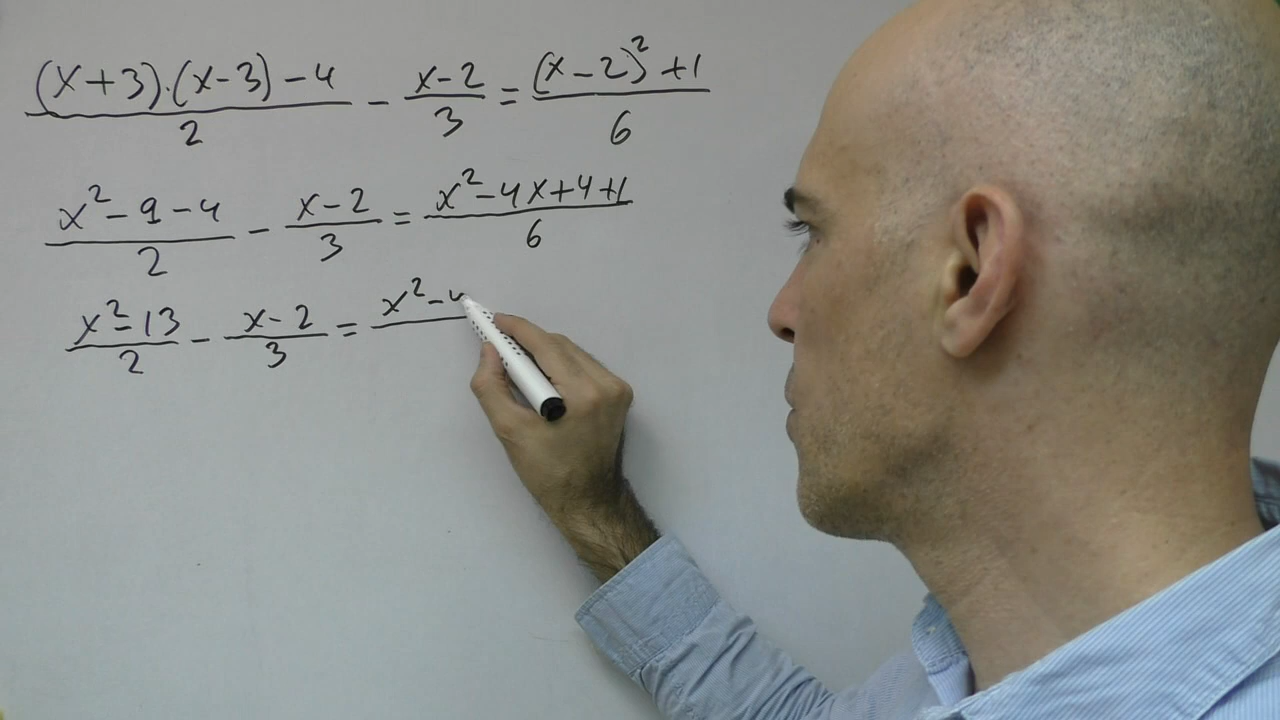 ((x+3)·(x-3)-4)/2 - (x-2)/3 = ((x-2)²+1)/6
(x²-9-4)/2 - (x-2)/3 = (x²-4x+4+1)/6
(x²-13)/2 - (x-2)/3 = x²-4